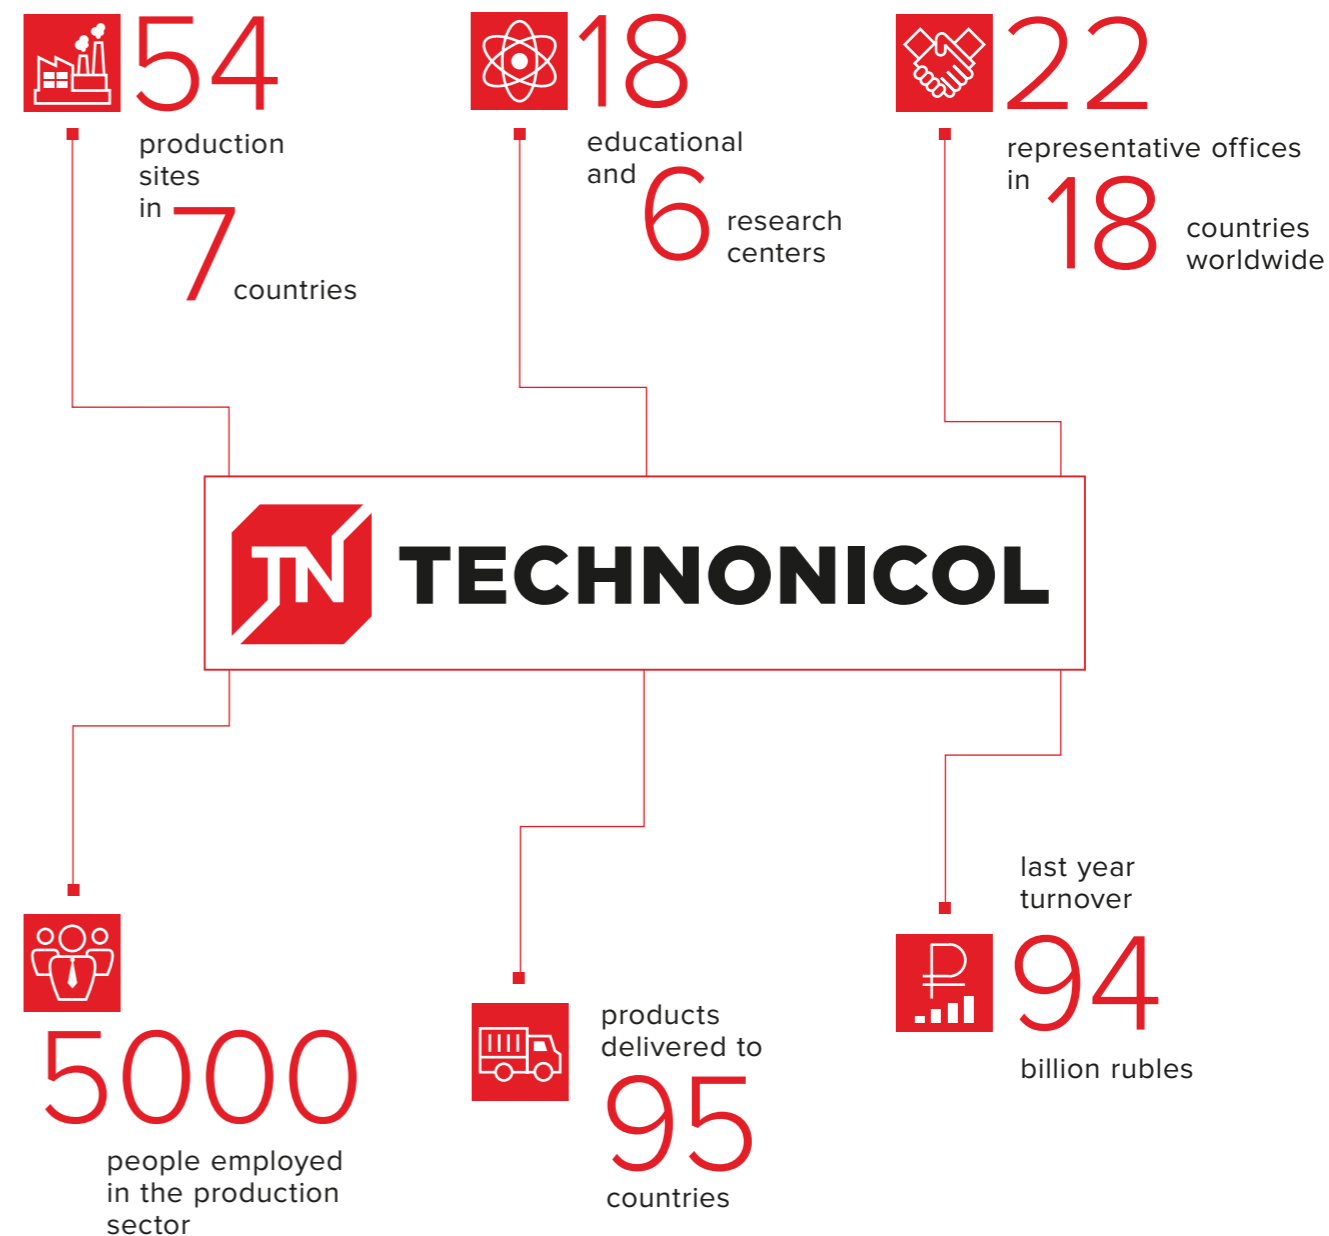 54
production
sites
in 7
countries
18
educational
and 6 research
centers
22
representative offices
in 18 countries
worldwide
TN TECHNONICOL
5000
people employed
in the production
sector
products
delivered to
95
countries
last year
turnover
₽ 94
billion rubles